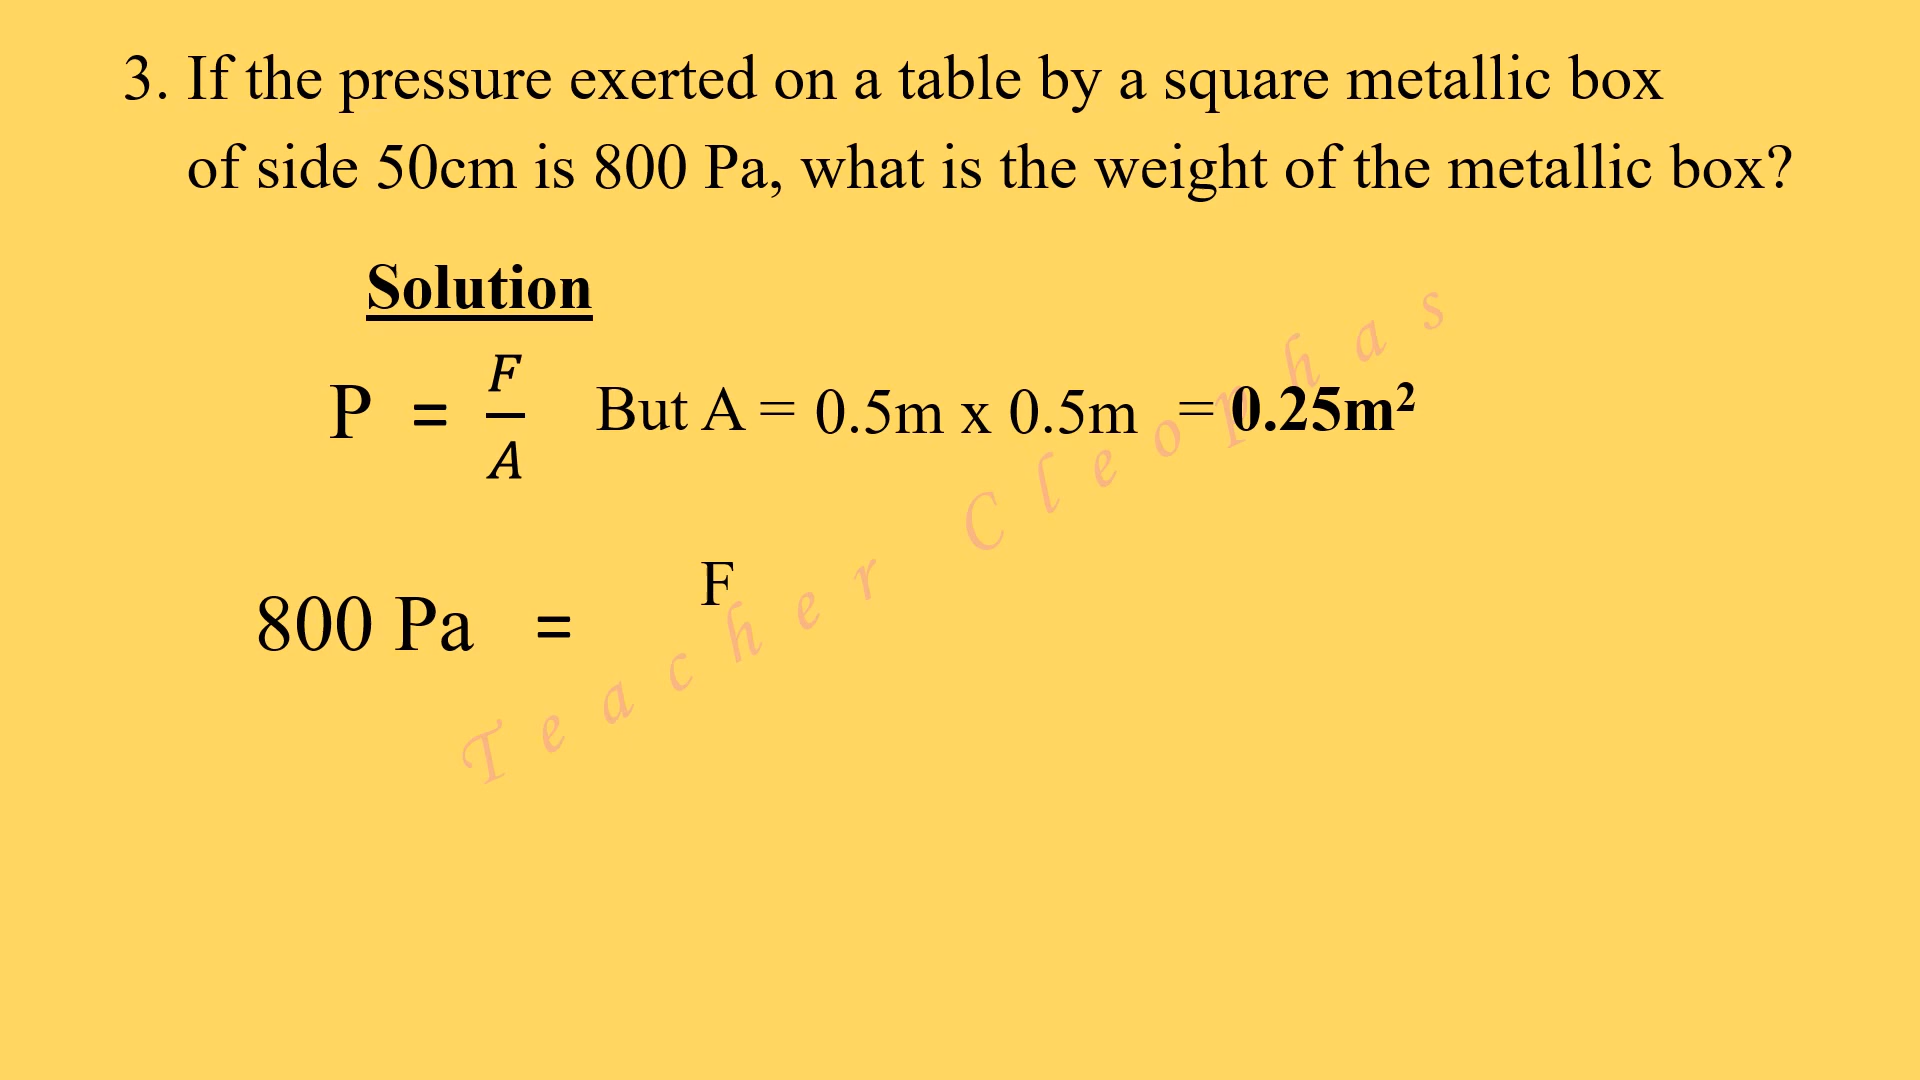 3. If the pressure exerted on a table by a square metallic box
of side 50cm is 800 Pa, what is the weight of the metallic box?
Solution
P = F/A But A = 0.5m x 0.5m = 0.25m²
800 Pa = F
Teacher Cleophas